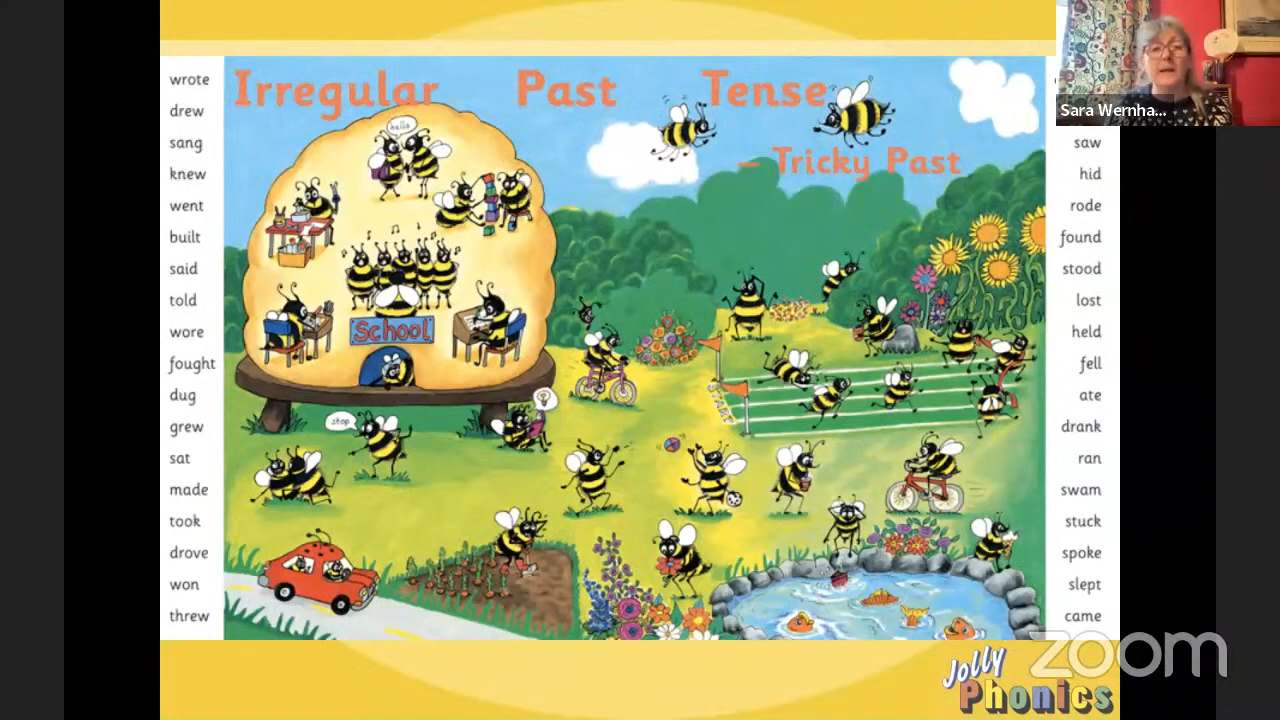 Irregular Past Tense
– Tricky Past
wrote
drew
sang
knew
went
built
said
told
wore
fought
dug
grew
sat
made
took
drove
won
threw
hello
School
stop
START
saw
hid
rode
found
stood
lost
held
fell
ate
drank
ran
swam
stuck
spoke
slept
came
Sara Wernha...
zoom
Jolly
Phonics